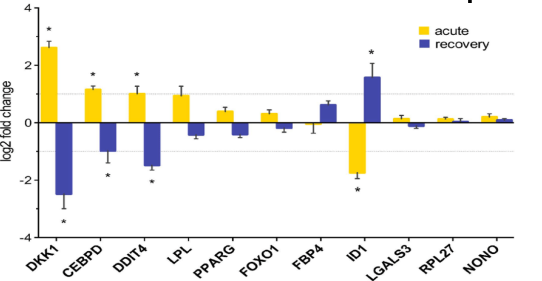 4
2
0
-2
-4
log2 fold change
acute
recovery
*
*
*
*
*
*
*
*
DKK1
CEBPD
DDIT4
LPL
PPARG
FOXO1
FBP4
ID1
LGALS3
RPL27
NONO